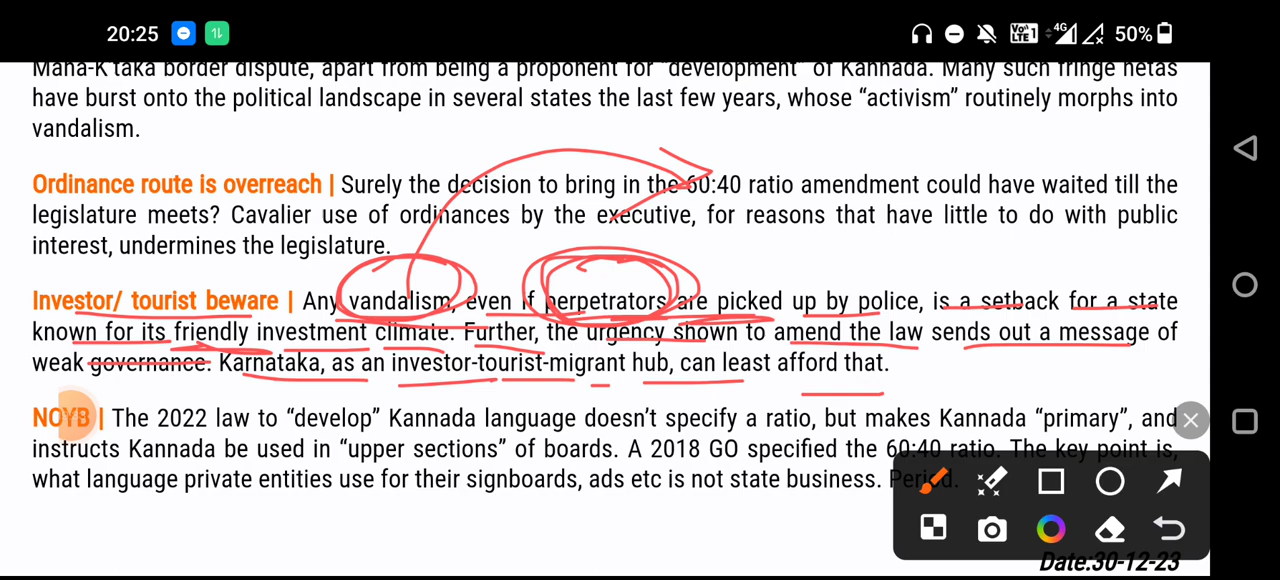 20:25
VoLTE1 4G 50%
Maha-K'taka border dispute, apart from being a proponent for "development" of Kannada. Many such fringe netas
have burst onto the political landscape in several states the last few years, whose "activism" routinely morphs into
vandalism.
Ordinance route is overreach | Surely the decision to bring in the 60:40 ratio amendment could have waited till the
legislature meets? Cavalier use of ordinances by the executive, for reasons that have little to do with public
interest, undermines the legislature.
Investor/ tourist beware | Any vandalism, even if perpetrators are picked up by police, is a setback for a state
known for its friendly investment climate. Further, the urgency shown to amend the law sends out a message of
weak governance. Karnataka, as an investor-tourist-migrant hub, can least afford that.
NOYB | The 2022 law to "develop" Kannada language doesn't specify a ratio, but makes Kannada "primary", and
instructs Kannada be used in "upper sections" of boards. A 2018 GO specified the 60:40 ratio. The key point is,
what language private entities use for their signboards, ads etc is not state business. Period.
Date:30-12-23